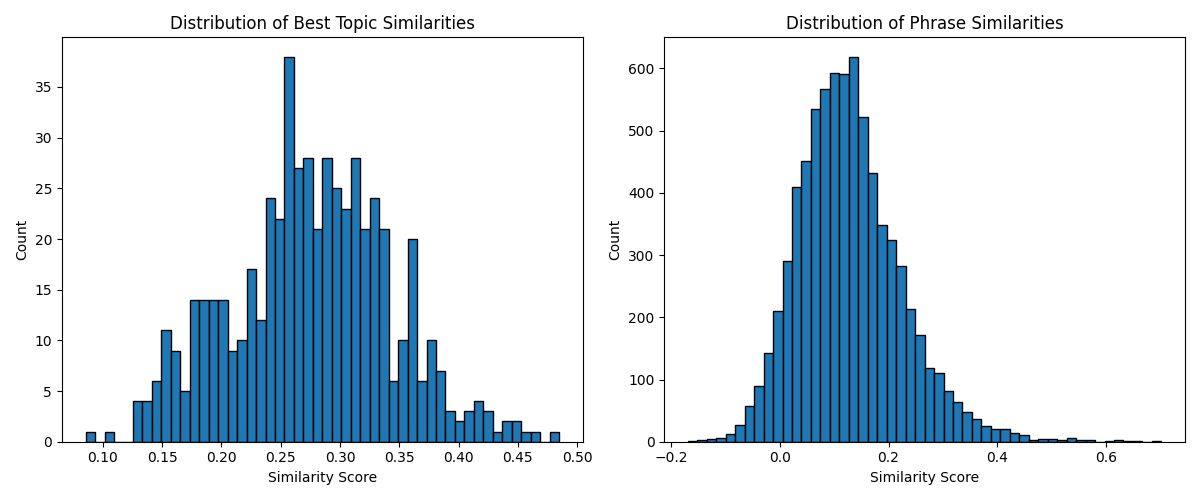 Distribution of Best Topic Similarities
35
30
25
20
15
10
5
0
Count
0.10 0.15 0.20 0.25 0.30 0.35 0.40 0.45 0.50
Similarity Score
Distribution of Phrase Similarities
600
500
400
300
200
100
0
Count
−0.2 0.0 0.2 0.4 0.6
Similarity Score